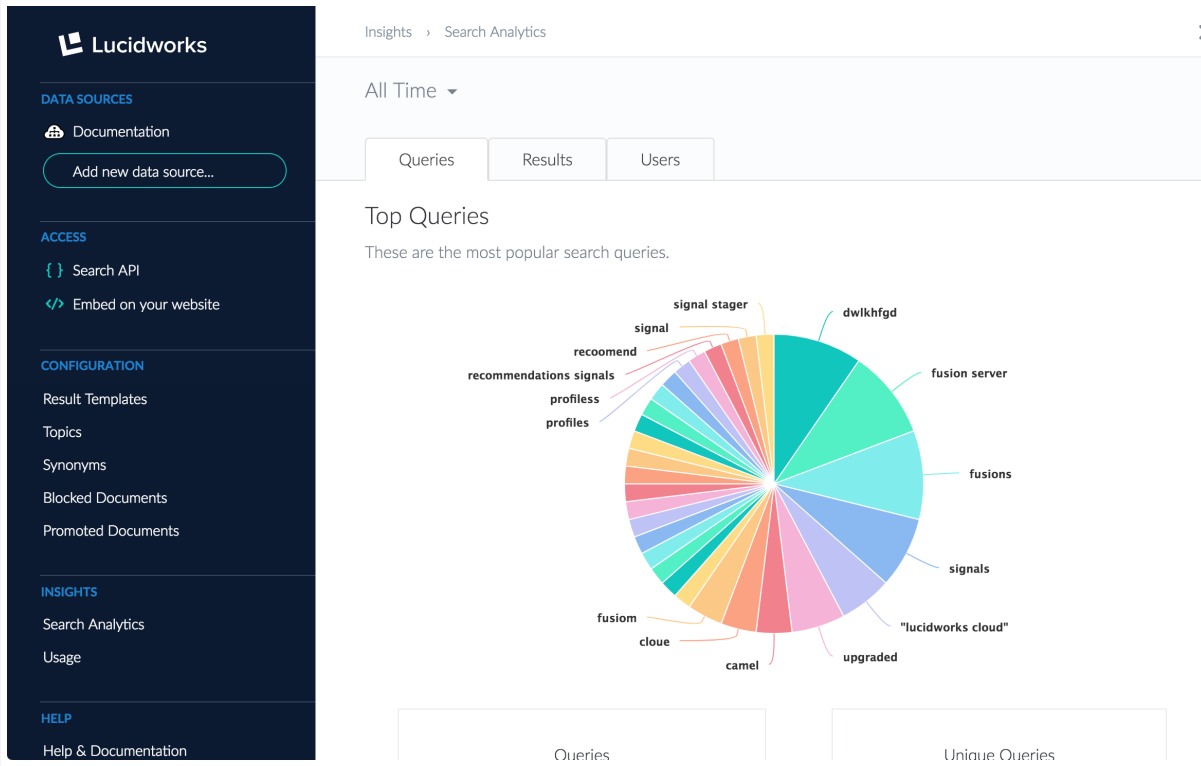 Lucidworks
DATA SOURCES
Documentation
Add new data source...
ACCESS
{ } Search API
</> Embed on your website
CONFIGURATION
Result Templates
Topics
Synonyms
Blocked Documents
Promoted Documents
INSIGHTS
Search Analytics
Usage
HELP
Help & Documentation
Insights › Search Analytics
All Time
Queries Results Users
Top Queries
These are the most popular search queries.
signal stager
signal
recoomend
recommendations signals
profiless
profiles
dwlkhfgd
fusion server
fusions
signals
"lucidworks cloud"
upgraded
camel
cloue
fusiom
Queries
Unique Queries